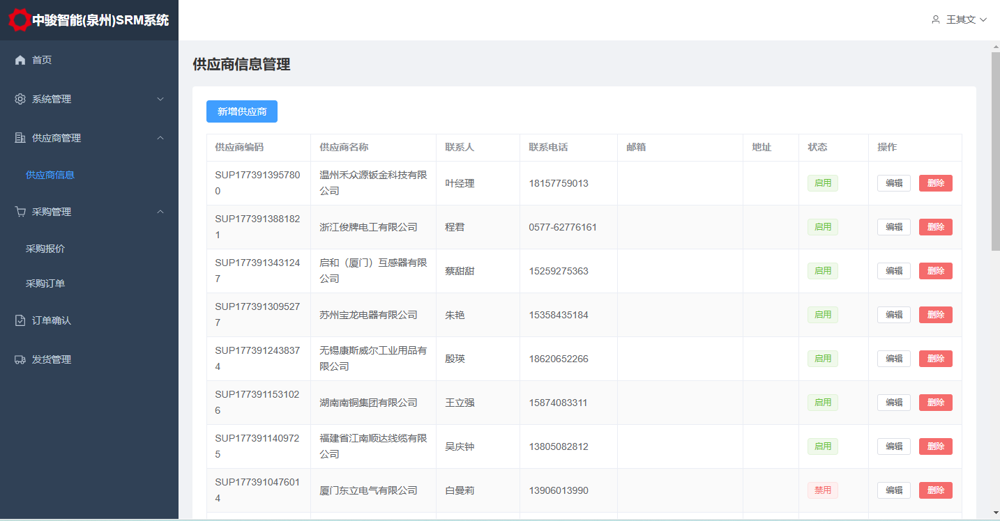 中骏智能(泉州)SRM系统
王其文
首页
系统管理
供应商管理
供应商信息
采购管理
采购报价
采购订单
订单确认
发货管理
供应商信息管理
新增供应商
供应商编码 供应商名称 联系人 联系电话 邮箱 地址 状态 操作
SUP1773913957800 温州禾众源钣金科技有限公司 叶经理 18157759013 启用 编辑 删除
SUP1773913881821 浙江俊牌电工有限公司 程君 0577-62776161 启用 编辑 删除
SUP1773913431247 启和（厦门）互感器有限公司 蔡甜甜 15259275363 启用 编辑 删除
SUP1773913095277 苏州宝龙电器有限公司 朱艳 15358435184 启用 编辑 删除
SUP1773912438374 无锡康斯威尔工业用品有限公司 殷瑛 18620652266 启用 编辑 删除
SUP1773911531026 湖南南铜集团有限公司 王立强 15874083311 启用 编辑 删除
SUP1773911409725 福建省江南顺达线缆有限公司 吴庆钟 13805082812 启用 编辑 删除
SUP1773910476014 厦门东立电气有限公司 白曼莉 13906013990 禁用 编辑 删除